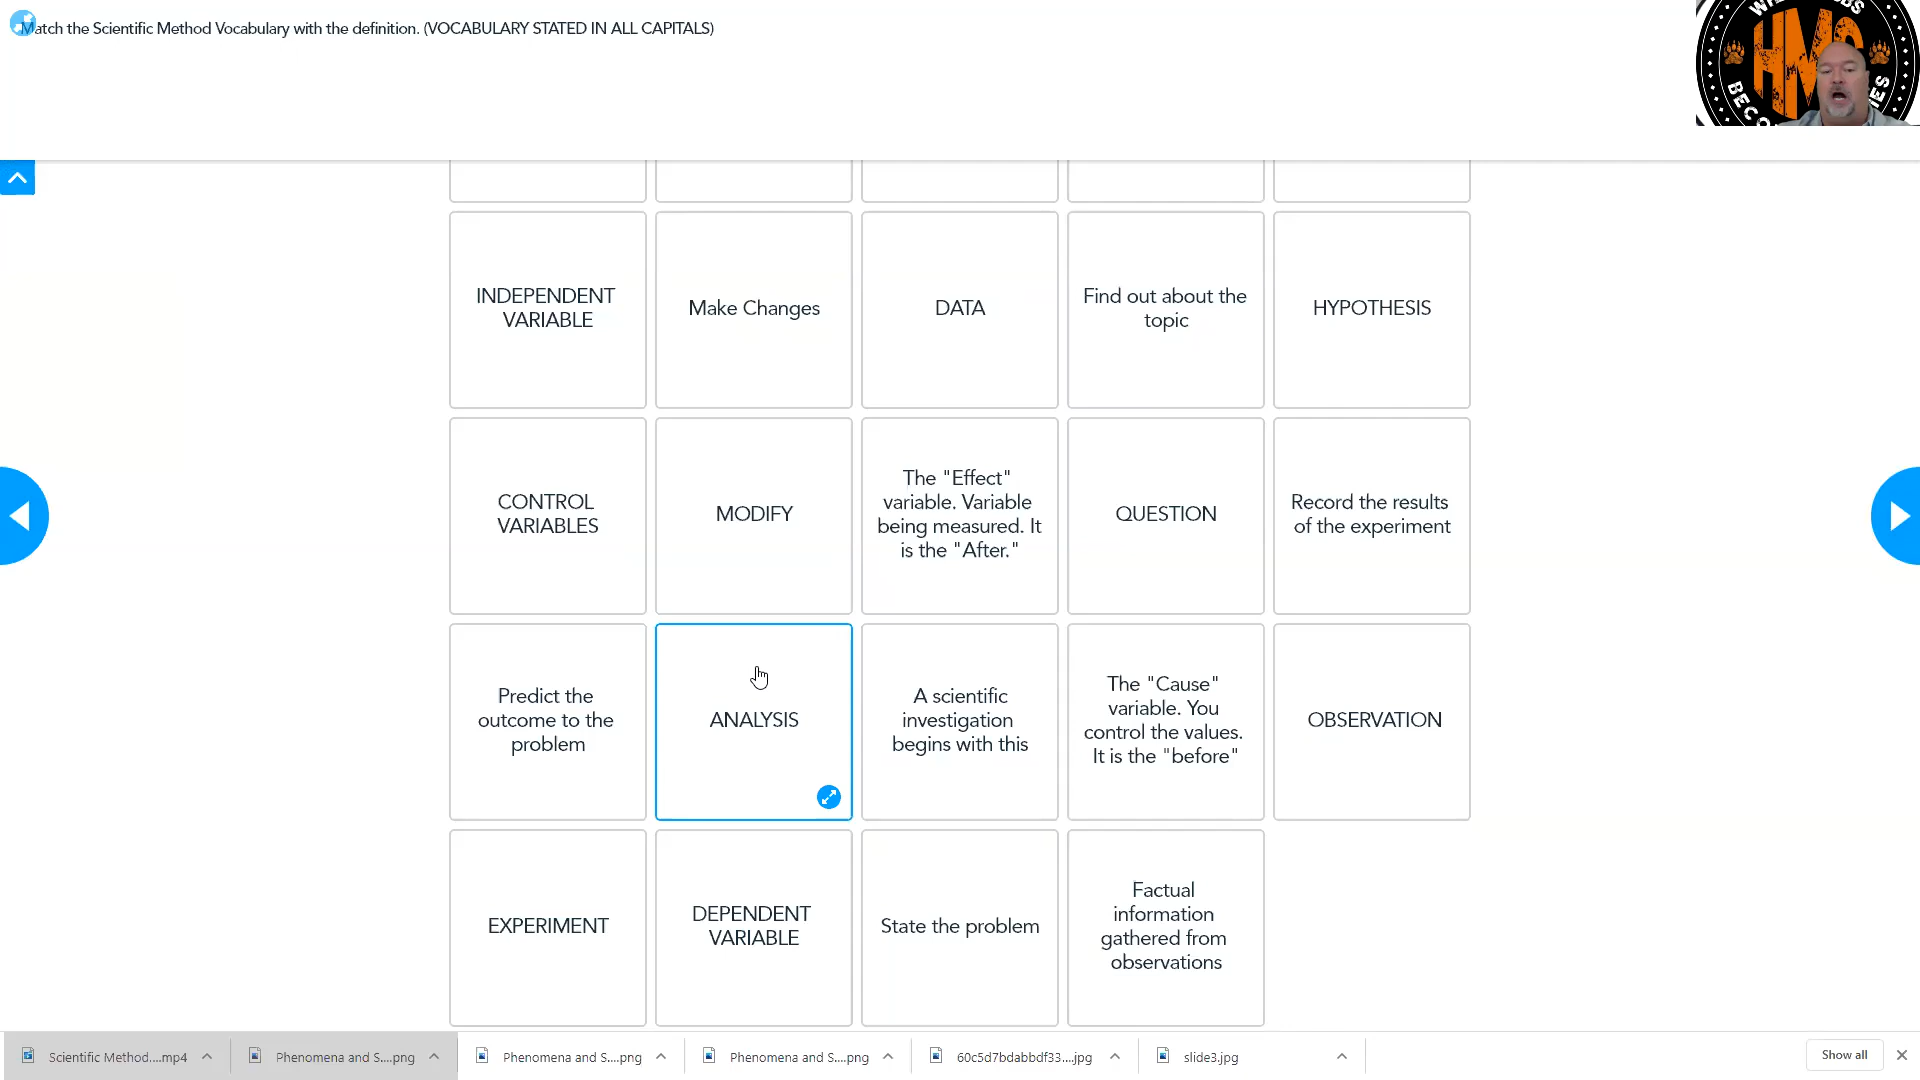 Match the Scientific Method Vocabulary with the definition. (VOCABULARY STATED IN ALL CAPITALS)
HMS
INDEPENDENT
VARIABLE
Make Changes
DATA
Find out about the
topic
HYPOTHESIS
CONTROL
VARIABLES
MODIFY
The "Effect"
variable. Variable
being measured. It
is the "After."
QUESTION
Record the results
of the experiment
Predict the
outcome to the
problem
ANALYSIS
A scientific
investigation
begins with this
The "Cause"
variable. You
control the values.
It is the "before"
OBSERVATION
EXPERIMENT
DEPENDENT
VARIABLE
State the problem
Factual
information
gathered from
observations
Scientific Method....mp4
Phenomena and S....png
Phenomena and S....png
Phenomena and S....png
60c5d7bdabbdf33....jpg
slide3.jpg
Show all